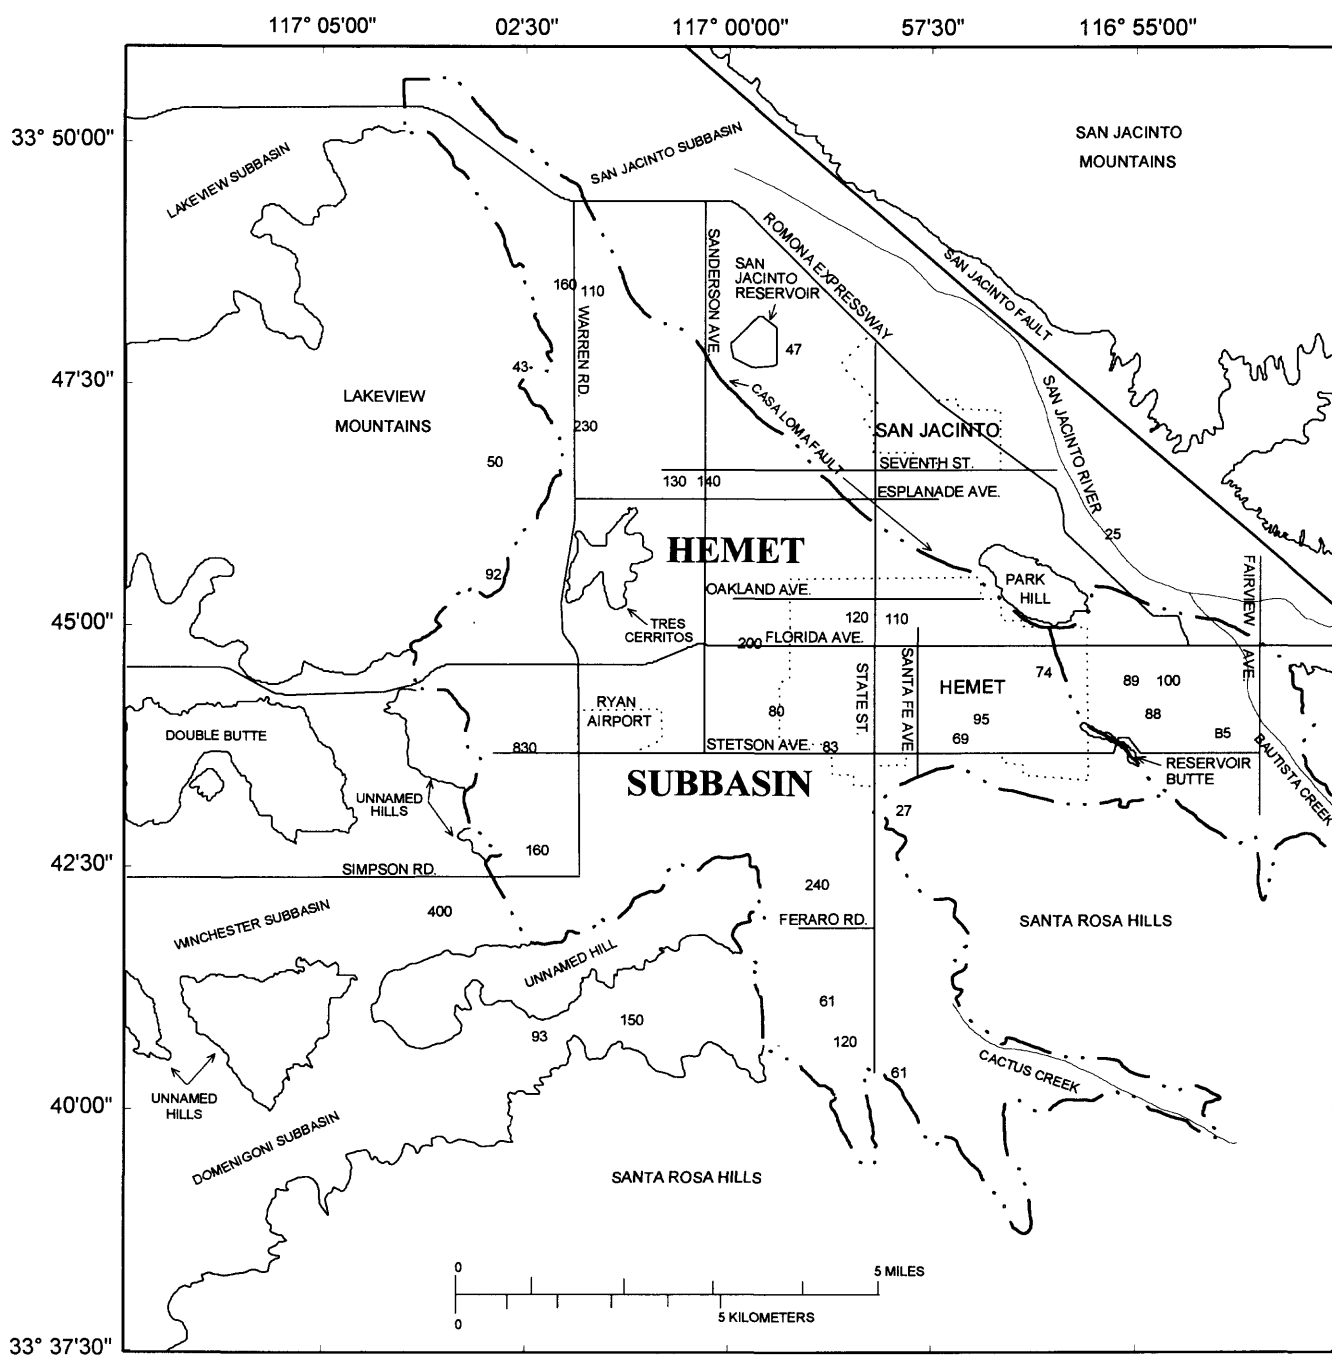 117° 05'00"
02'30"
117° 00'00"
57'30"
116° 55'00"
33° 50'00"
SAN JACINTO
MOUNTAINS
SAN JACINTO SUBBASIN
LAKEVIEW SUBBASIN
ROMONA EXPRESSWAY
SANDERSON AVE.
SAN
JACINTO
RESERVOIR
SAN JACINTO FAULT
160
110
WARREN RD.
47
43
47'30"
CASA LOMA FAULT
SAN JACINTO RIVER
LAKEVIEW
MOUNTAINS
230
SAN JACINTO
50
SEVENTH ST.
130
140
ESPLANADE AVE.
25
HEMET
92
PARK
HILL
FAIRVIEW
AVE.
OAKLAND AVE.
45'00"
TRES
CERRITOS
120
110
200
FLORIDA AVE.
STATE ST.
SANTA FE AVE
74
HEMET
89
100
RYAN
AIRPORT
80
95
88
DOUBLE BUTTE
69
85
830
STETSON AVE.
83
BAUTISTA CREEK
RESERVOIR
BUTTE
SUBBASIN
UNNAMED
HILLS
27
42'30"
160
SIMPSON RD.
240
400
WINCHESTER SUBBASIN
FERARO RD.
SANTA ROSA HILLS
UNNAMED HILL
61
150
93
120
CACTUS CREEK
61
UNNAMED
HILLS
40'00"
DOMENIGONI SUBBASIN
SANTA ROSA HILLS
0
5 MILES
5 KILOMETERS
0
33° 37'30"